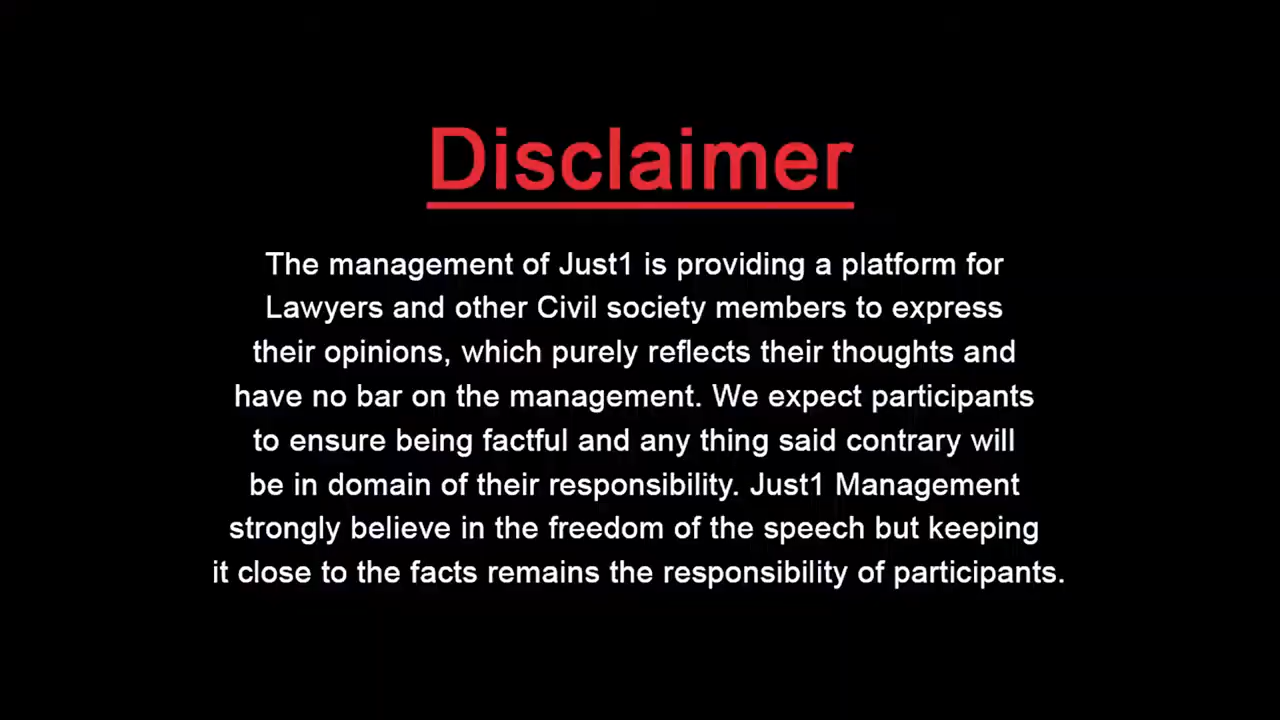 Disclaimer
The management of Just1 is providing a platform for
Lawyers and other Civil society members to express
their opinions, which purely reflects their thoughts and
have no bar on the management. We expect participants
to ensure being factful and any thing said contrary will
be in domain of their responsibility. Just1 Management
strongly believe in the freedom of the speech but keeping
it close to the facts remains the responsibility of participants.